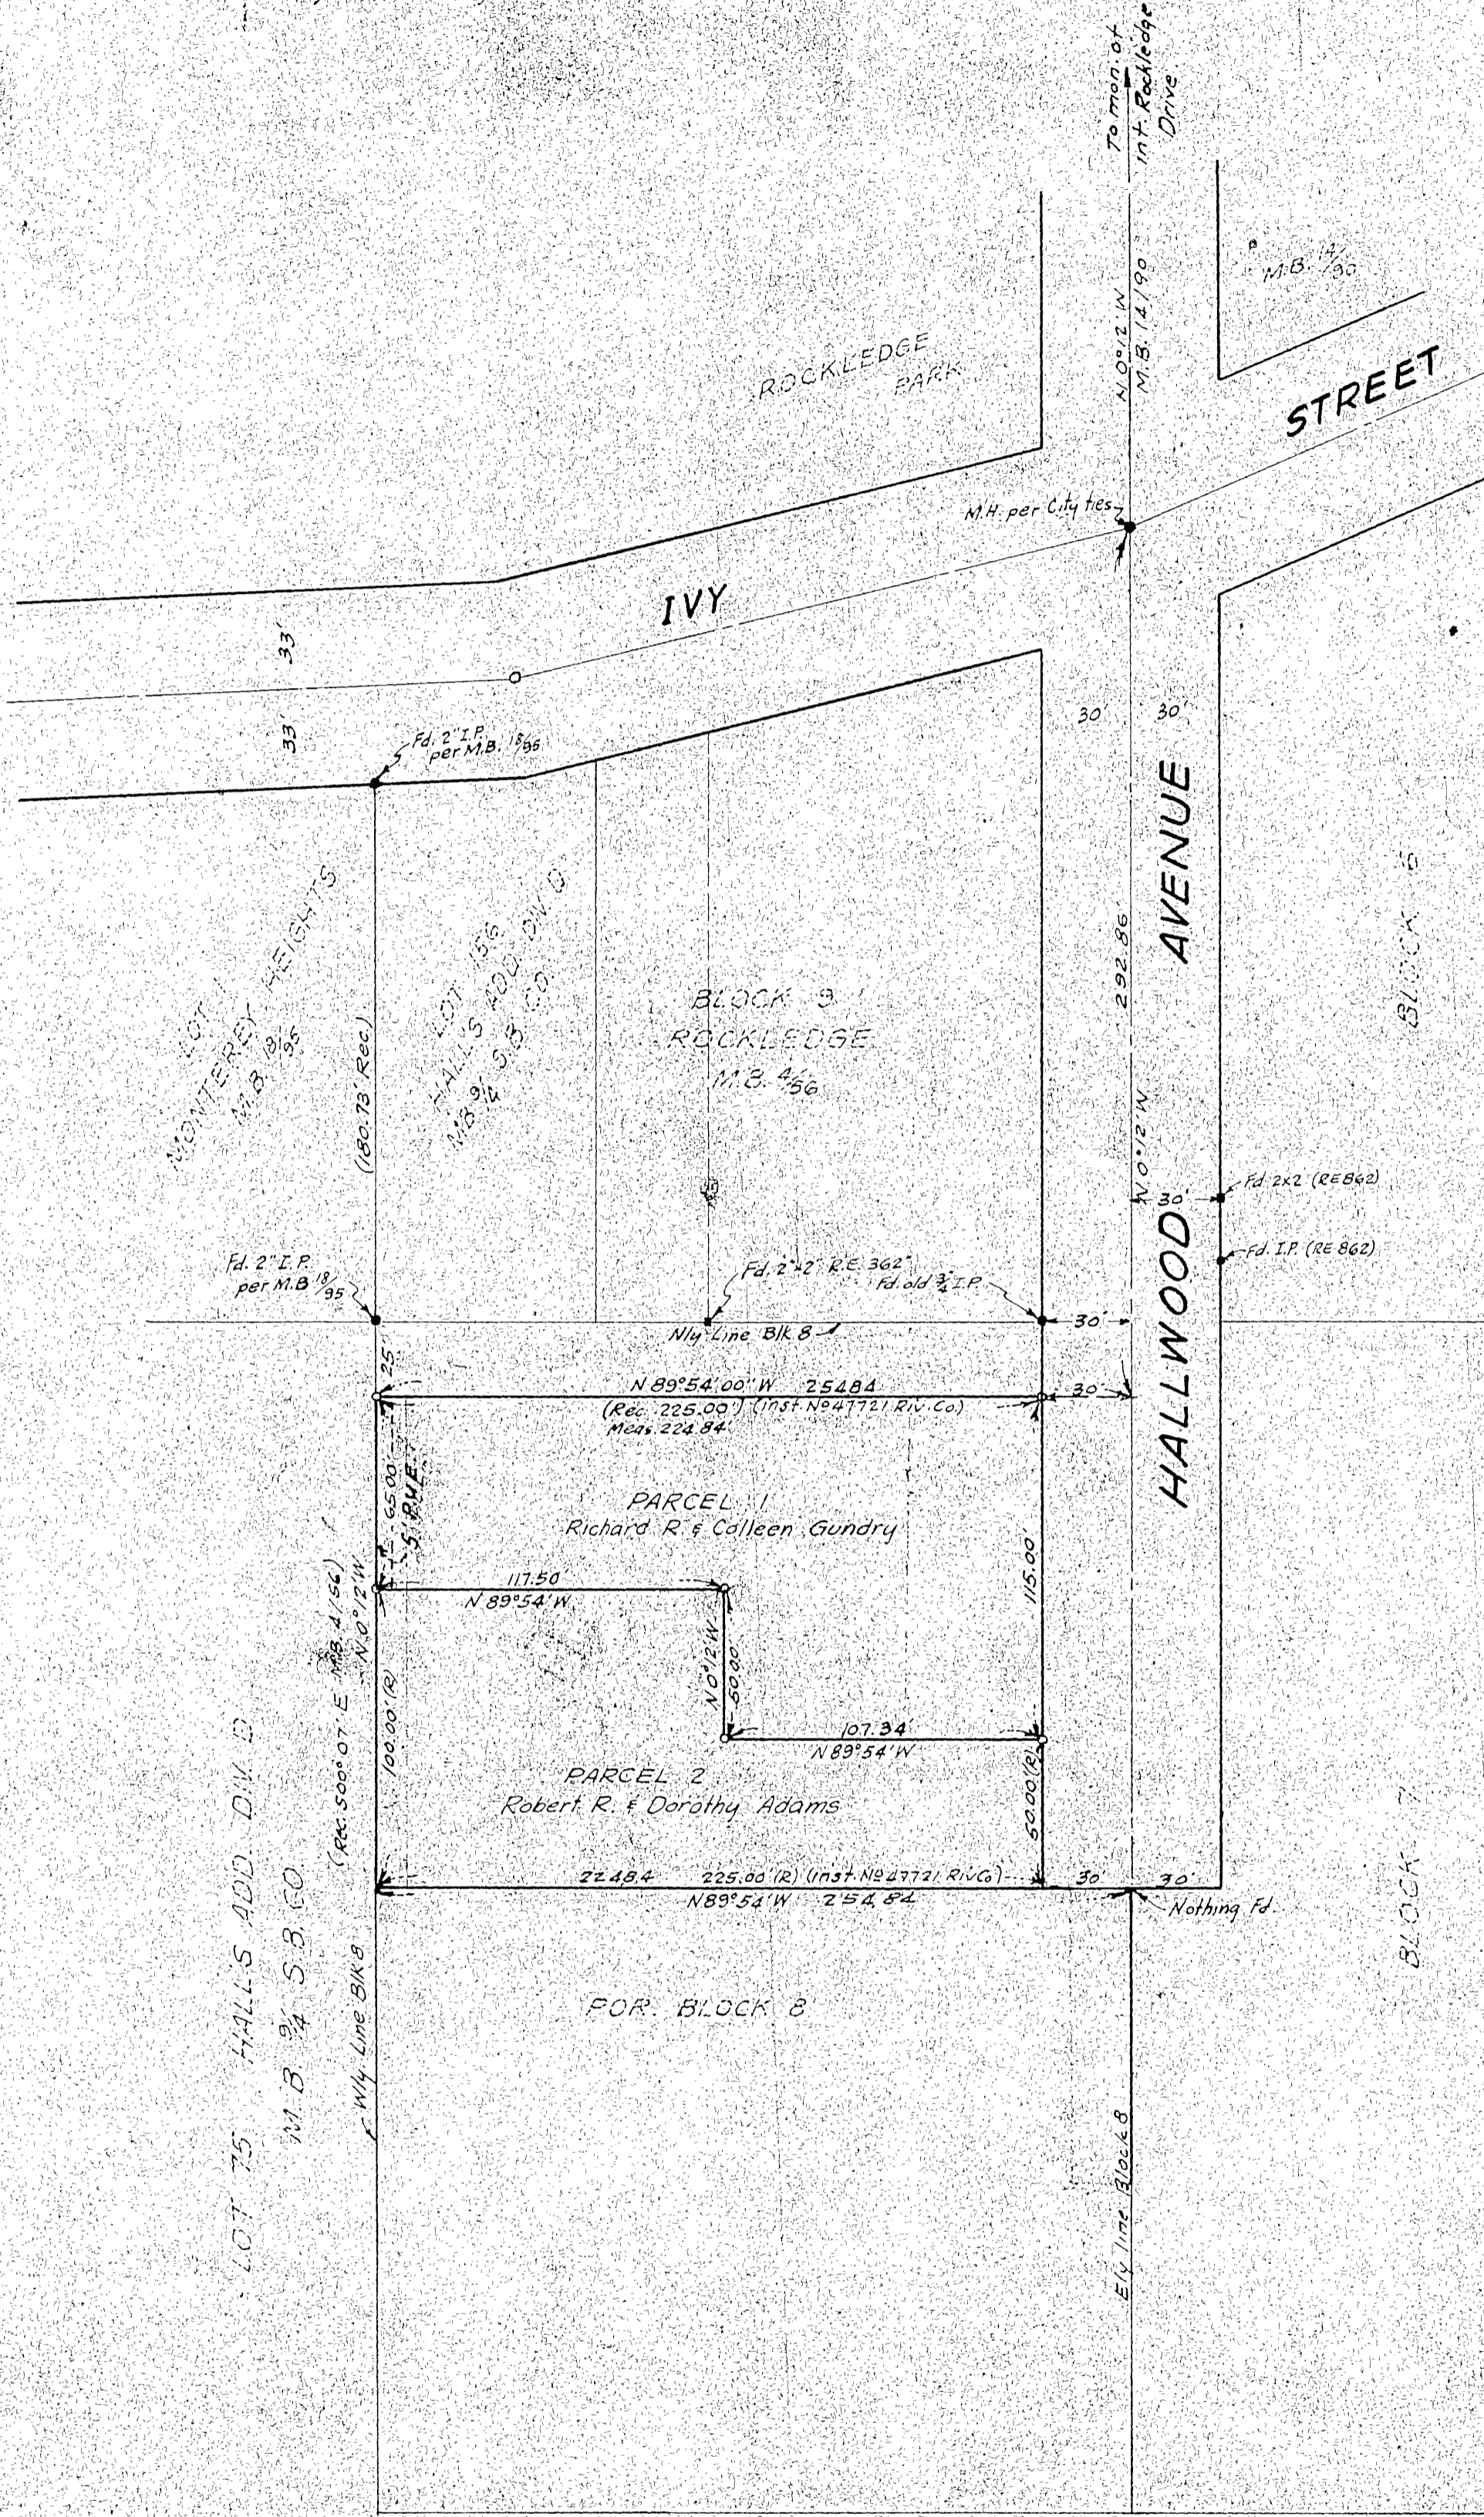 To mon. at
int. Rockledge
Drive.
N 0°12' W
M.B. 14/90
M.B. 14/90
ROCKLEDGE
PARK
STREET
M.H. per City ties
IVY
33'
33'
Fd. 2" I.P.
per M.B. 18/95
30'
30'
AVENUE
292.86'
N 0°12' W
HALLWOOD
LOT 1
MONTEREY HEIGHTS
M.B. 18/95
(180.73' Rec)
LOT 156
HALL'S ADD. DIV. D
M.B. 9/14 S.B. CO.
BLOCK 9
ROCKLEDGE
M.B. 4/56
BLOCK
30'
Fd. 2x2 (RE 862)
Fd. I.P. (RE 862)
Fd. 2" I.P.
per M.B. 18/95
Fd. 2"x2" R.E. 362
Fd. old 3/4" I.P.
30'
Nly Line Blk 8
25'
N 89°54'00" W 254.84
30'
(Rec. 225.00') (Inst. Nº 47721 Riv. Co)
Meas. 224.84'
65.00'
5' P.U.E.
PARCEL 1
Richard R. & Colleen Gundry
115.00'
117.50'
N 89°54' W
N 0°12' W
50.00'
(Rec. S00°07' E M.B. 4/56)
N 0°12' W
100.00' (R)
107.34'
N 89°54' W
PARCEL 2
Robert R. & Dorothy Adams
50.00' (R)
224.84 225.00' (R) (Inst. Nº 47721 Riv Co)
30'
30'
N 89°54' W 254.84
Nothing Fd.
LOT 75 HALLS ADD DIV. D
M.B. 9/4 S.B. CO
Wly Line Blk 8
POR. BLOCK 8
Ely line Block 8
BLOCK 7